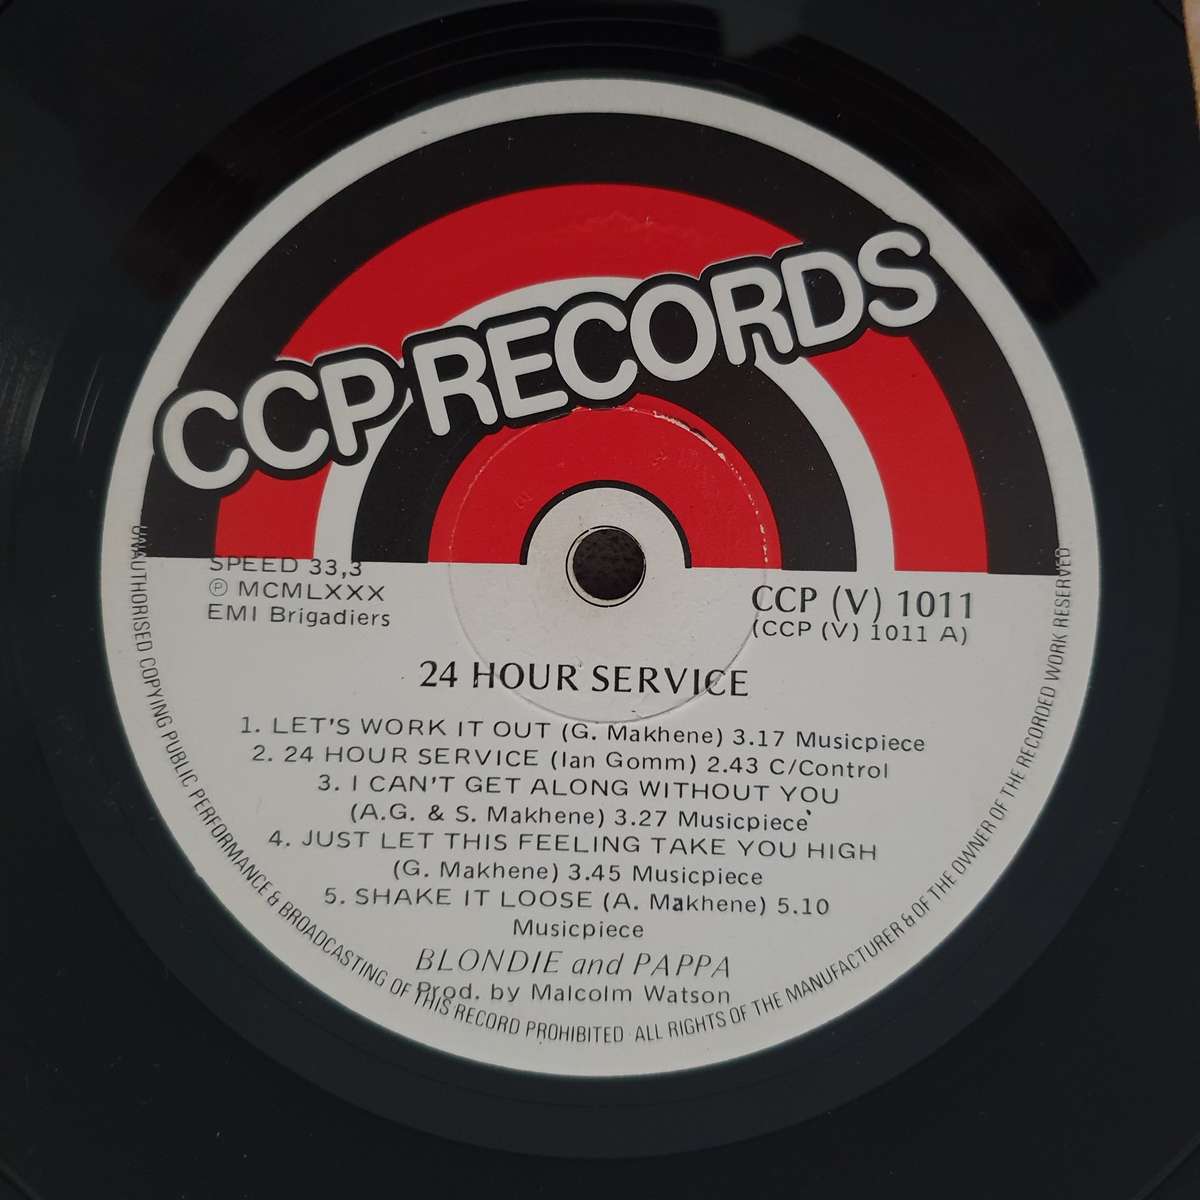 CCP RECORDS
SPEED 33,3
℗ MCMLXXX
EMI Brigadiers
CCP (V) 1011
(CCP (V) 1011 A)
24 HOUR SERVICE
1. LET'S WORK IT OUT (G. Makhene) 3.17 Musicpiece
2. 24 HOUR SERVICE (Ian Gomm) 2.43 C/Control
3. I CAN'T GET ALONG WITHOUT YOU
(A.G. & S. Makhene) 3.27 Musicpiece
4. JUST LET THIS FEELING TAKE YOU HIGH
(G. Makhene) 3.45 Musicpiece
5. SHAKE IT LOOSE (A. Makhene) 5.10
Musicpiece
BLONDIE and PAPPA
Prod. by Malcolm Watson
UNAUTHORISED COPYING PUBLIC PERFORMANCE & BROADCASTING OF THIS RECORD PROHIBITED ALL RIGHTS OF THE MANUFACTURER & OF THE OWNER OF THE RECORDED WORK RESERVED